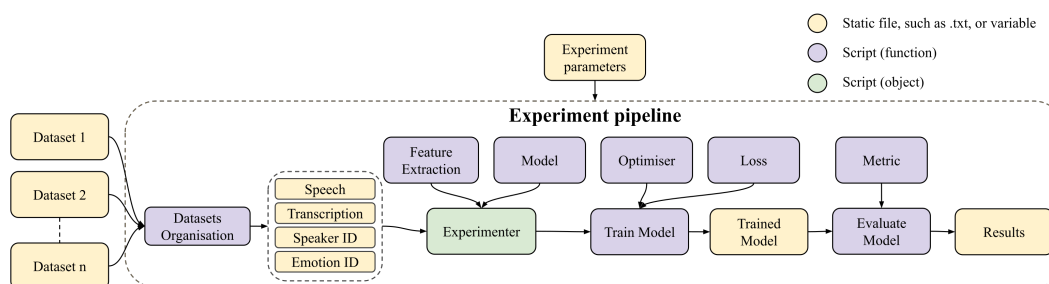 Static file, such as .txt, or variable
Script (function)
Script (object)
Experiment
parameters
Experiment pipeline
Dataset 1
Dataset 2
Dataset n
Datasets
Organisation
Speech
Transcription
Speaker ID
Emotion ID
Feature
Extraction
Model
Optimiser
Loss
Metric
Experimenter
Train Model
Trained
Model
Evaluate
Model
Results